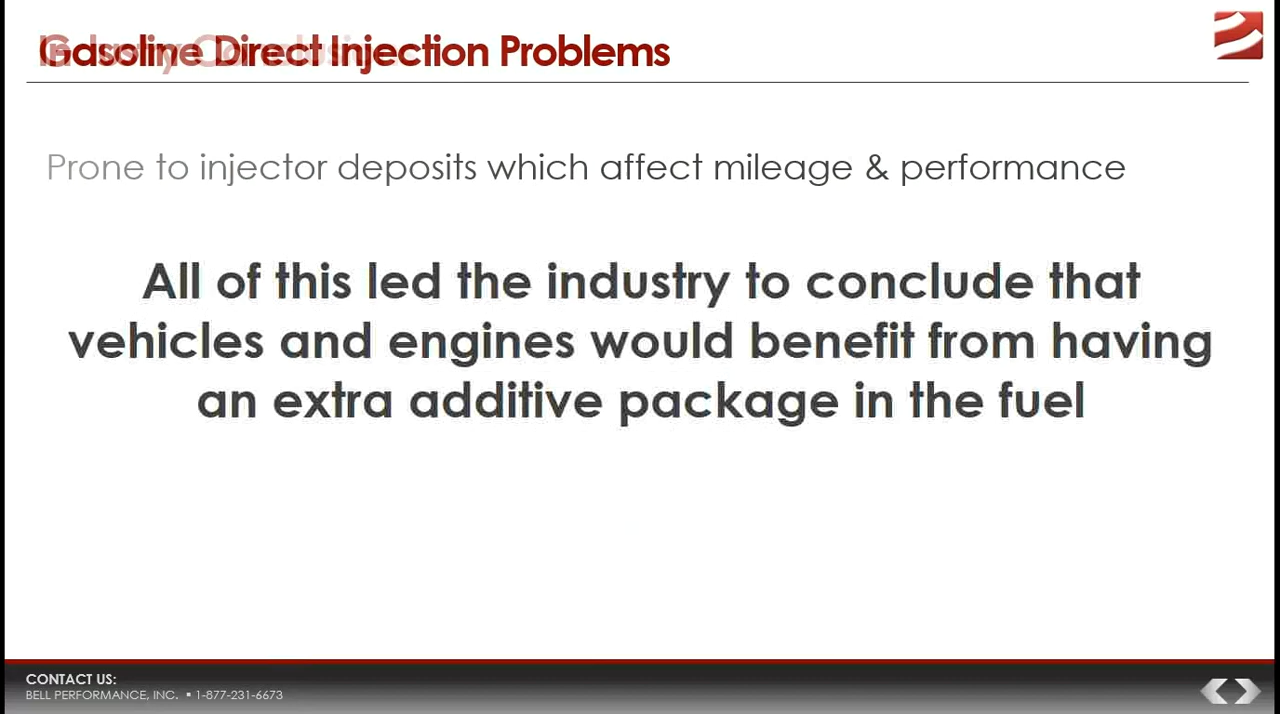 Gasoline Direct Injection Problems
Prone to injector deposits which affect mileage & performance
All of this led the industry to conclude that
vehicles and engines would benefit from having
an extra additive package in the fuel
CONTACT US:
BELL PERFORMANCE, INC. ▪ 1-877-231-6673